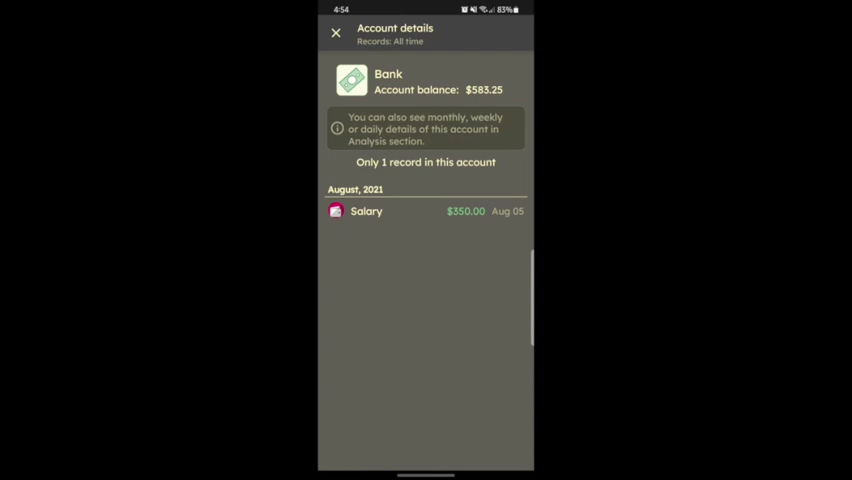 4:54 83%
Account details
Records: All time
Bank
Account balance: $583.25
You can also see monthly, weekly
or daily details of this account in
Analysis section.
Only 1 record in this account
August, 2021
Salary $350.00 Aug 05